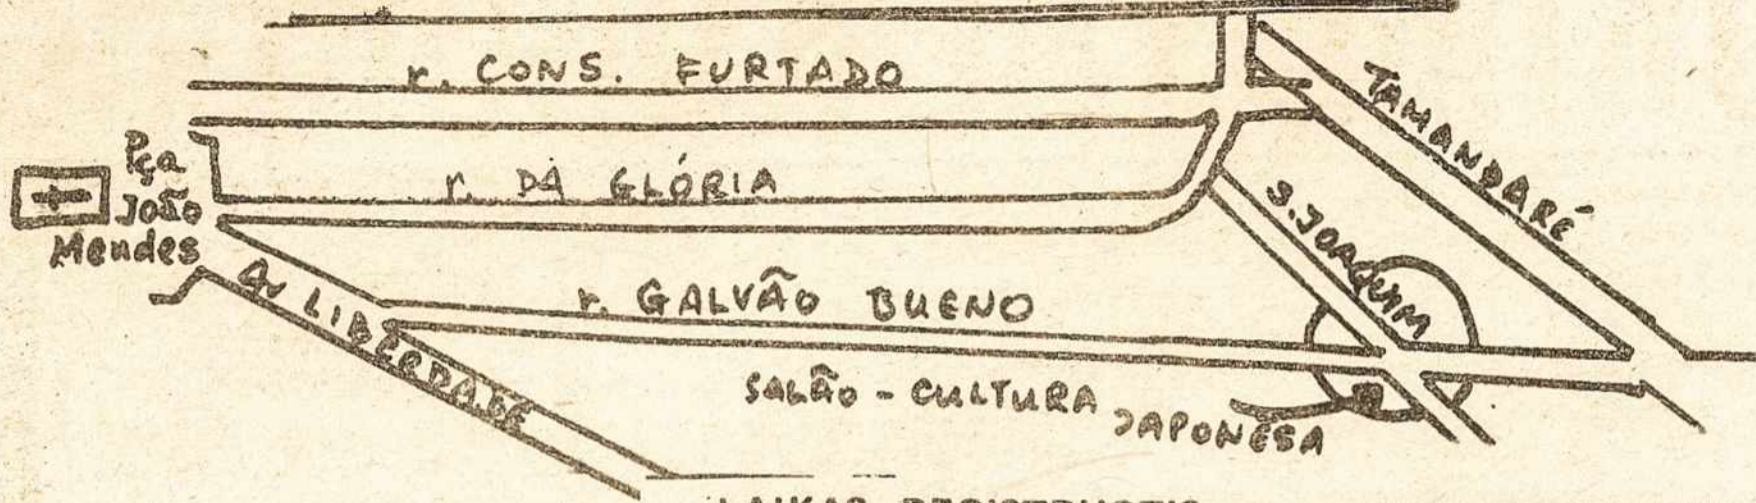 r. CONS. FURTADO
TAMANDARÉ
Pça
João
Mendes
r. DA GLÓRIA
S. JOAQUIM
AV LIBERDADE
r. GALVÃO BUENO
SALÃO - CULTURA JAPONESA